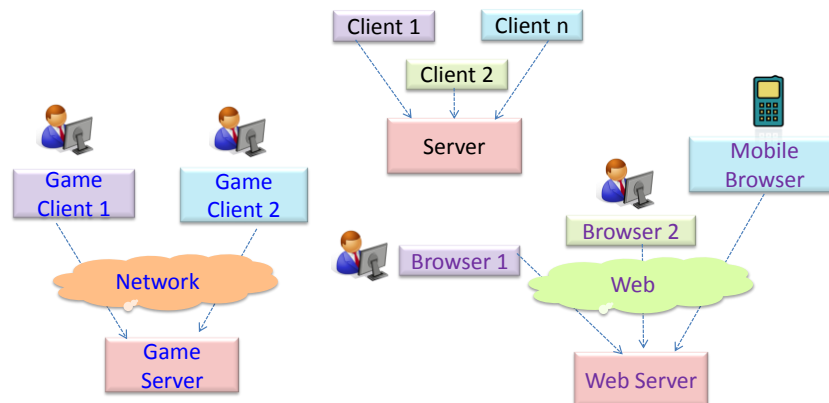 Client 1
Client n
Client 2
Server
Game
Client 1
Game
Client 2
Network
Game
Server
Mobile
Browser
Browser 2
Browser 1
Web
Web Server